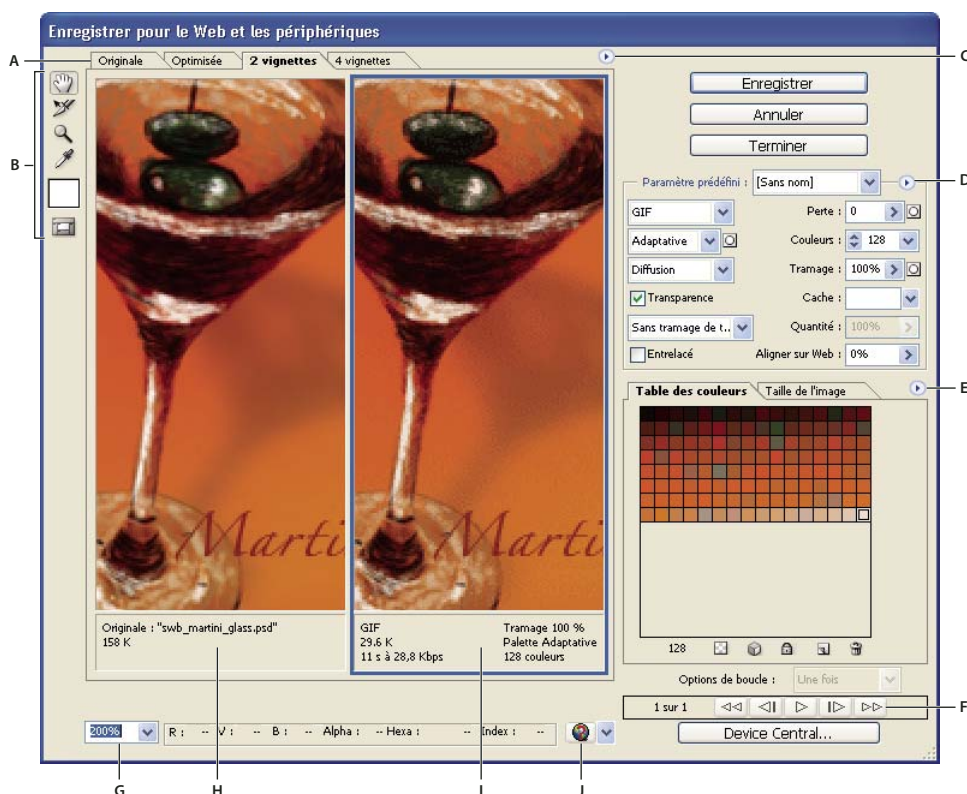 Enregistrer pour le Web et les périphériques
A
Originale Optimisée 2 vignettes 4 vignettes
C
B
Enregistrer
Annuler
Terminer
Paramètre prédéfini : [Sans nom]
D
GIF Perte : 0
Adaptative Couleurs : 128
Diffusion Tramage : 100%
Transparence Cache :
Sans tramage de t.. Quantité : 100%
Entrelacé Aligner sur Web : 0%
Table des couleurs Taille de l'image
E
Marti
Marti
Originale : "swb_martini_glass.psd"
158 K
GIF Tramage 100 %
29.6 K Palette Adaptative
11 s à 28,8 Kbps 128 couleurs
128
Options de boucle : Une fois
1 sur 1
F
200% R : -- V : -- B : -- Alpha : -- Hexa : -- Index : --
Device Central...
G H I J